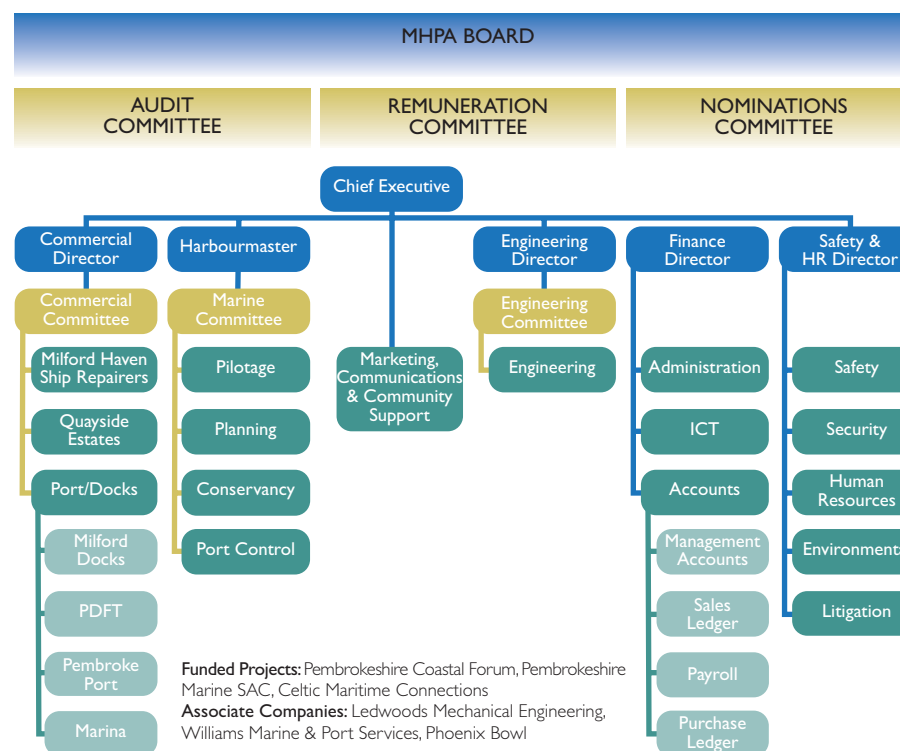 MHPA BOARD
AUDIT
COMMITTEE
REMUNERATION
COMMITTEE
NOMINATIONS
COMMITTEE
Chief Executive
Commercial
Director
Harbourmaster
Engineering
Director
Finance
Director
Safety &
HR Director
Commercial
Committee
Marine
Committee
Engineering
Committee
Milford Haven
Ship Repairers
Pilotage
Marketing,
Communications
& Community
Support
Engineering
Administration
Safety
Quayside
Estates
Planning
ICT
Security
Port/Docks
Conservancy
Accounts
Human
Resources
Milford
Docks
Port Control
Management
Accounts
Environment
PDFT
Sales
Ledger
Litigation
Pembroke
Port
Payroll
Marina
Purchase
Ledger
Funded Projects: Pembrokeshire Coastal Forum, Pembrokeshire
Marine SAC, Celtic Maritime Connections
Associate Companies: Ledwoods Mechanical Engineering,
Williams Marine & Port Services, Phoenix Bowl